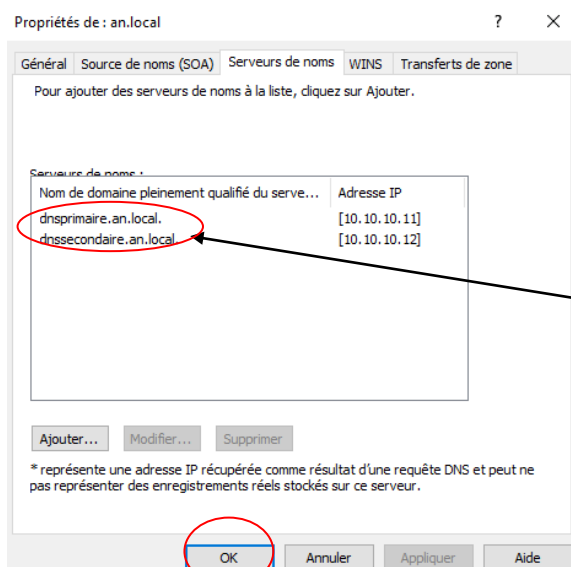 Propriétés de : an.local ? ×
Général Source de noms (SOA) Serveurs de noms WINS Transferts de zone
Pour ajouter des serveurs de noms à la liste, cliquez sur Ajouter.
Serveurs de noms :
Nom de domaine pleinement qualifié du serve... Adresse IP
dnsprimaire.an.local. [10.10.10.11]
dnssecondaire.an.local. [10.10.10.12]
Ajouter... Modifier... Supprimer
* représente une adresse IP récupérée comme résultat d'une requête DNS et peut ne
pas représenter des enregistrements réels stockés sur ce serveur.
OK Annuler Appliquer Aide